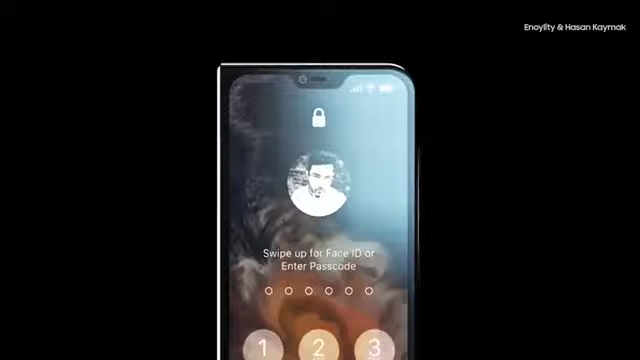 Enoylity & Hasan Kaymak
Swipe up for Face ID or
Enter Passcode
1 2 3